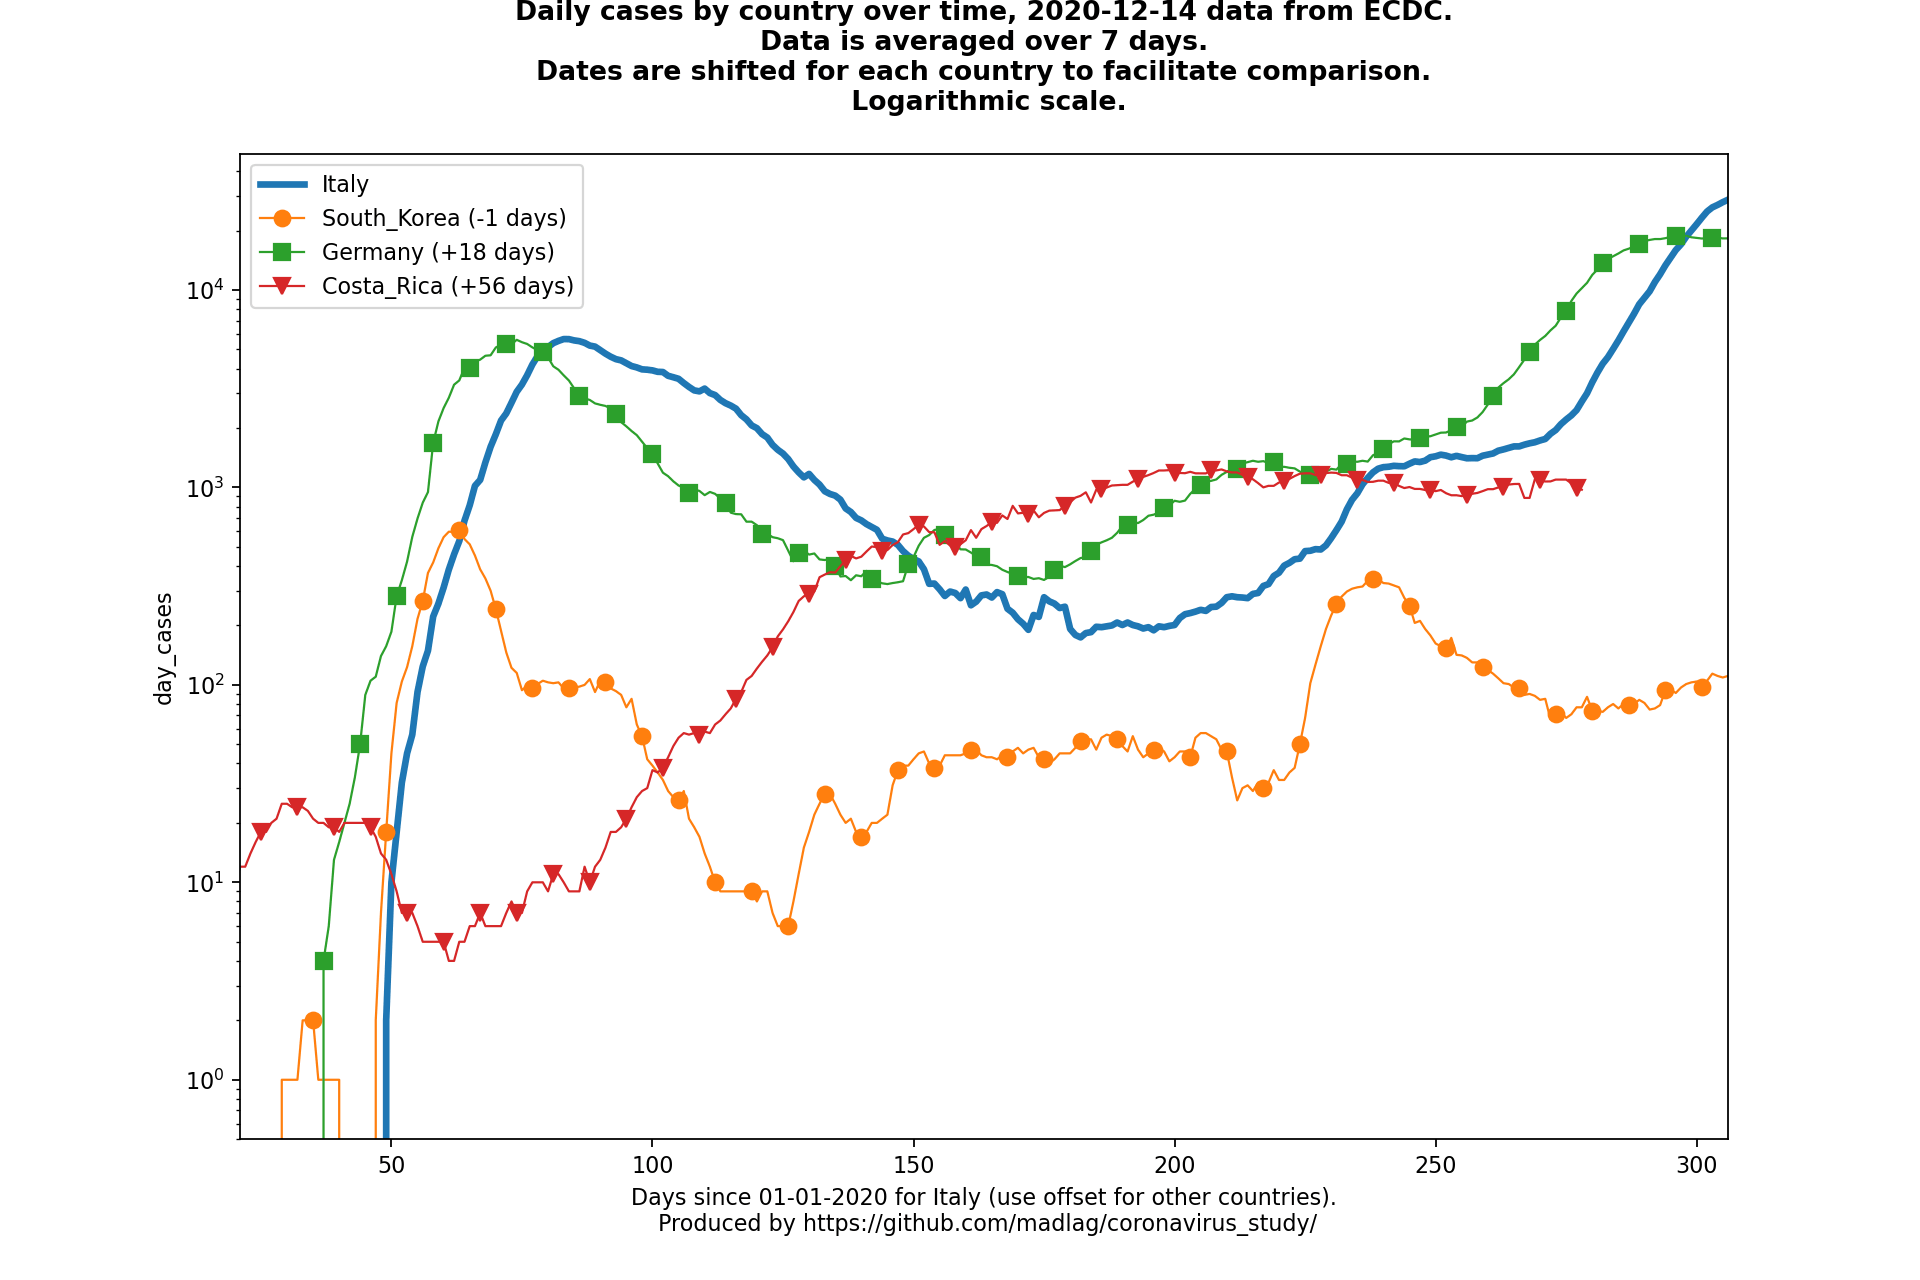 Daily cases by country over time, 2020-12-14 data from ECDC.
Data is averaged over 7 days.
Dates are shifted for each country to facilitate comparison.
Logarithmic scale.
Italy
South_Korea (-1 days)
Germany (+18 days)
Costa_Rica (+56 days)
day_cases
10⁴
10³
10²
10¹
10⁰
50 100 150 200 250 300
Days since 01-01-2020 for Italy (use offset for other countries).
Produced by https://github.com/madlag/coronavirus_study/